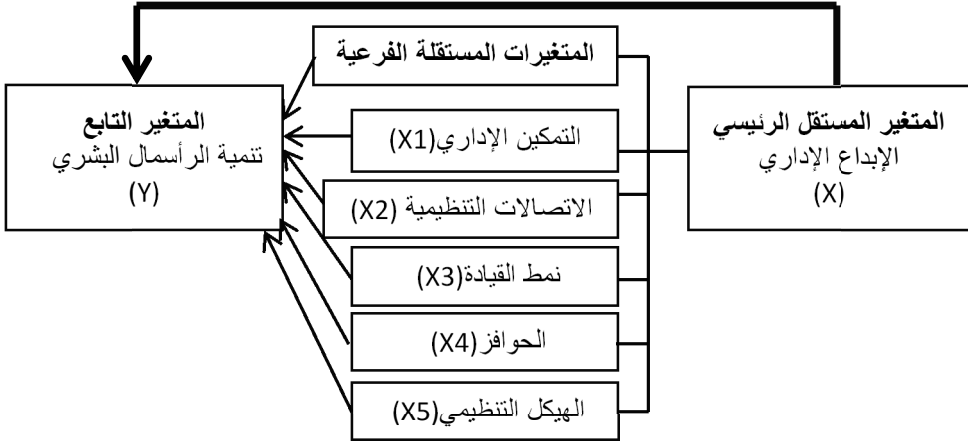 المتغير المستقل الرئيسي
الإبداع الإداري
(X)
المتغيرات المستقلة الفرعية
التمكين الإداري(X1)
الاتصالات التنظيمية (X2)
نمط القيادة(X3)
الحوافز(X4)
الهيكل التنظيمي(X5)
المتغير التابع
تنمية الرأسمال البشري
(Y)